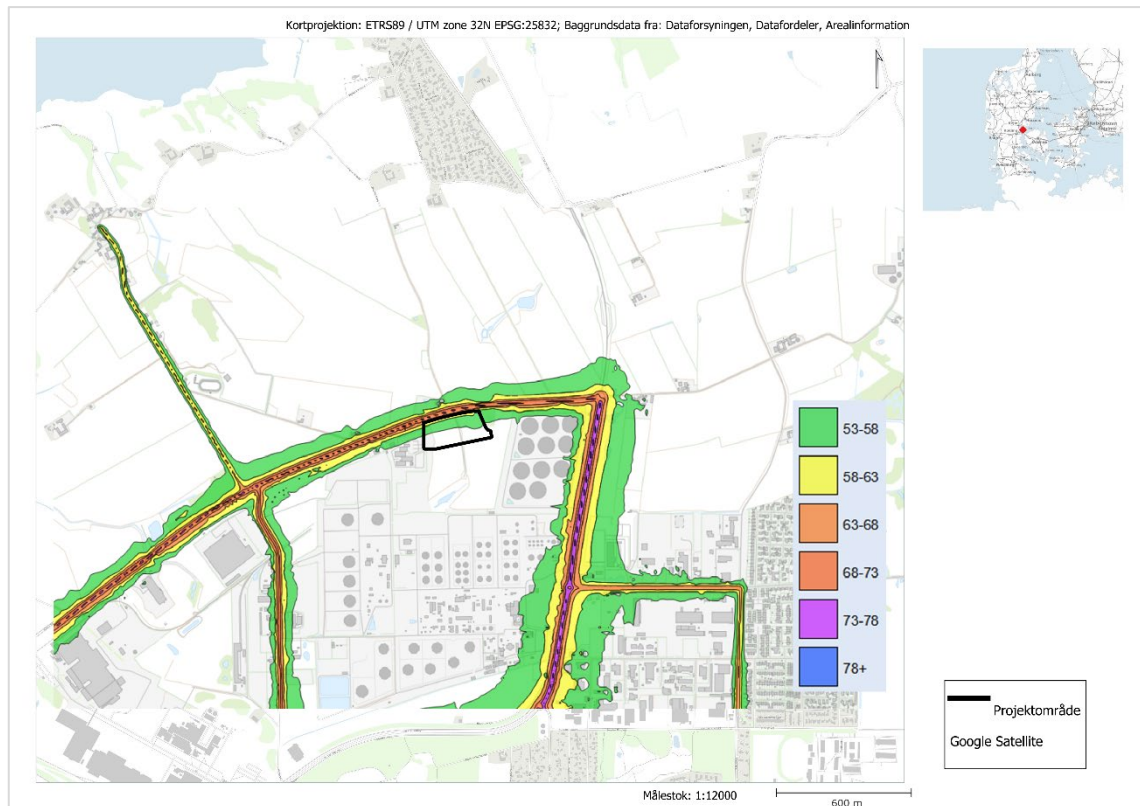 Kortprojektion: ETRS89 / UTM zone 32N EPSG:25832; Baggrundsdata fra: Dataforsyningen, Datafordeler, Arealinformation
53-58
58-63
63-68
68-73
73-78
78+
Projektområde
Google Satellite
Målestok: 1:12000
600 m